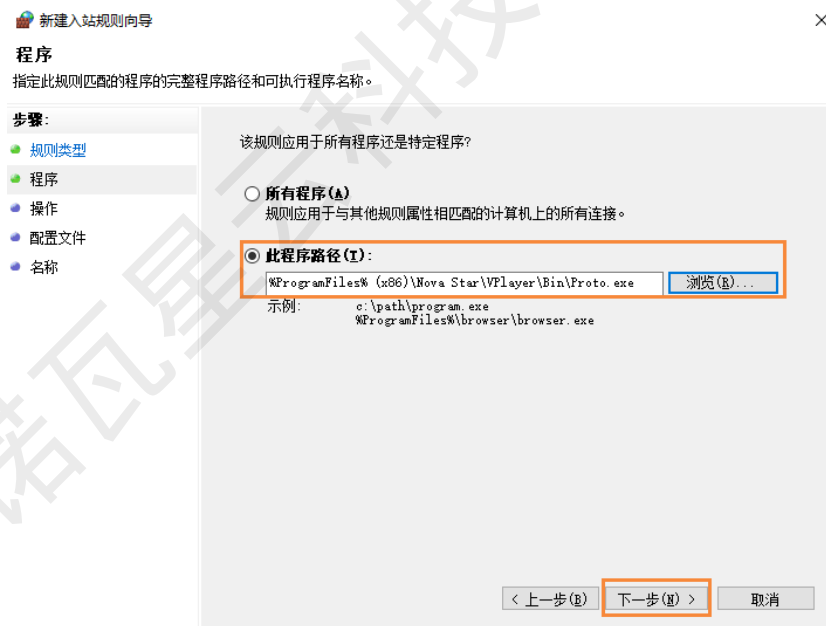 新建入站规则向导
程序
指定此规则匹配的程序的完整程序路径和可执行程序名称。
步骤:
规则类型
程序
操作
配置文件
名称
该规则应用于所有程序还是特定程序?
所有程序(A)
规则应用于与其他规则属性相匹配的计算机上的所有连接。
此程序路径(T):
%ProgramFiles% (x86)\Nova Star\VPlayer\Bin\Proto.exe
浏览(R)...
示例: c:\path\program.exe
%ProgramFiles%\browser\browser.exe
< 上一步(B)
下一步(N) >
取消
诺瓦星云科技